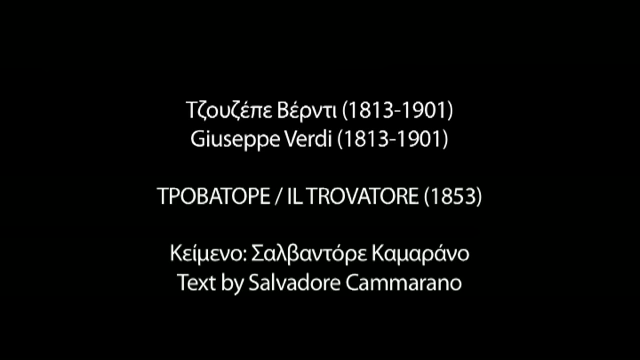 Τζουζέπε Βέρντι (1813-1901)
Giuseppe Verdi (1813-1901)
ΤΡΟΒΑΤΟΡΕ / IL TROVATORE (1853)
Κείμενο: Σαλβαντόρε Καμαράνο
Text by Salvadore Cammarano